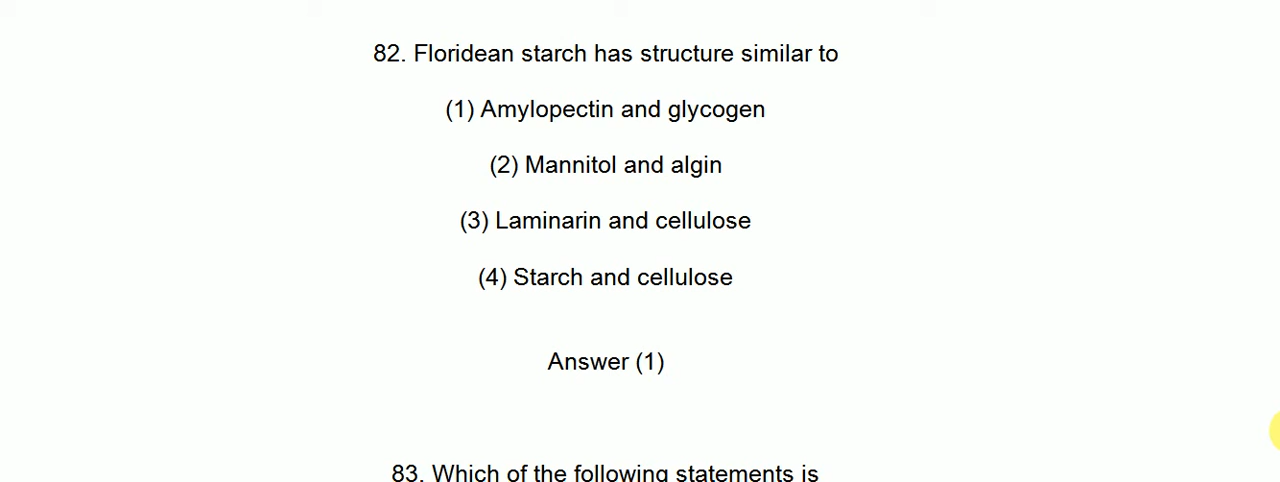 82. Floridean starch has structure similar to
(1) Amylopectin and glycogen
(2) Mannitol and algin
(3) Laminarin and cellulose
(4) Starch and cellulose
Answer (1)
83. Which of the following statements is